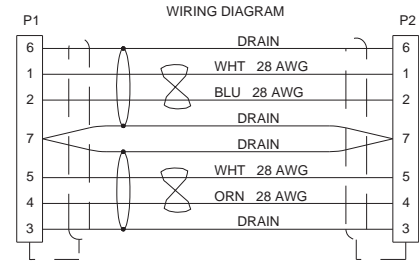 WIRING DIAGRAM
P1 P2
6 DRAIN 6
1 WHT 28 AWG 1
2 BLU 28 AWG 2
DRAIN
7 7
DRAIN
5 WHT 28 AWG 5
4 ORN 28 AWG 4
3 DRAIN 3